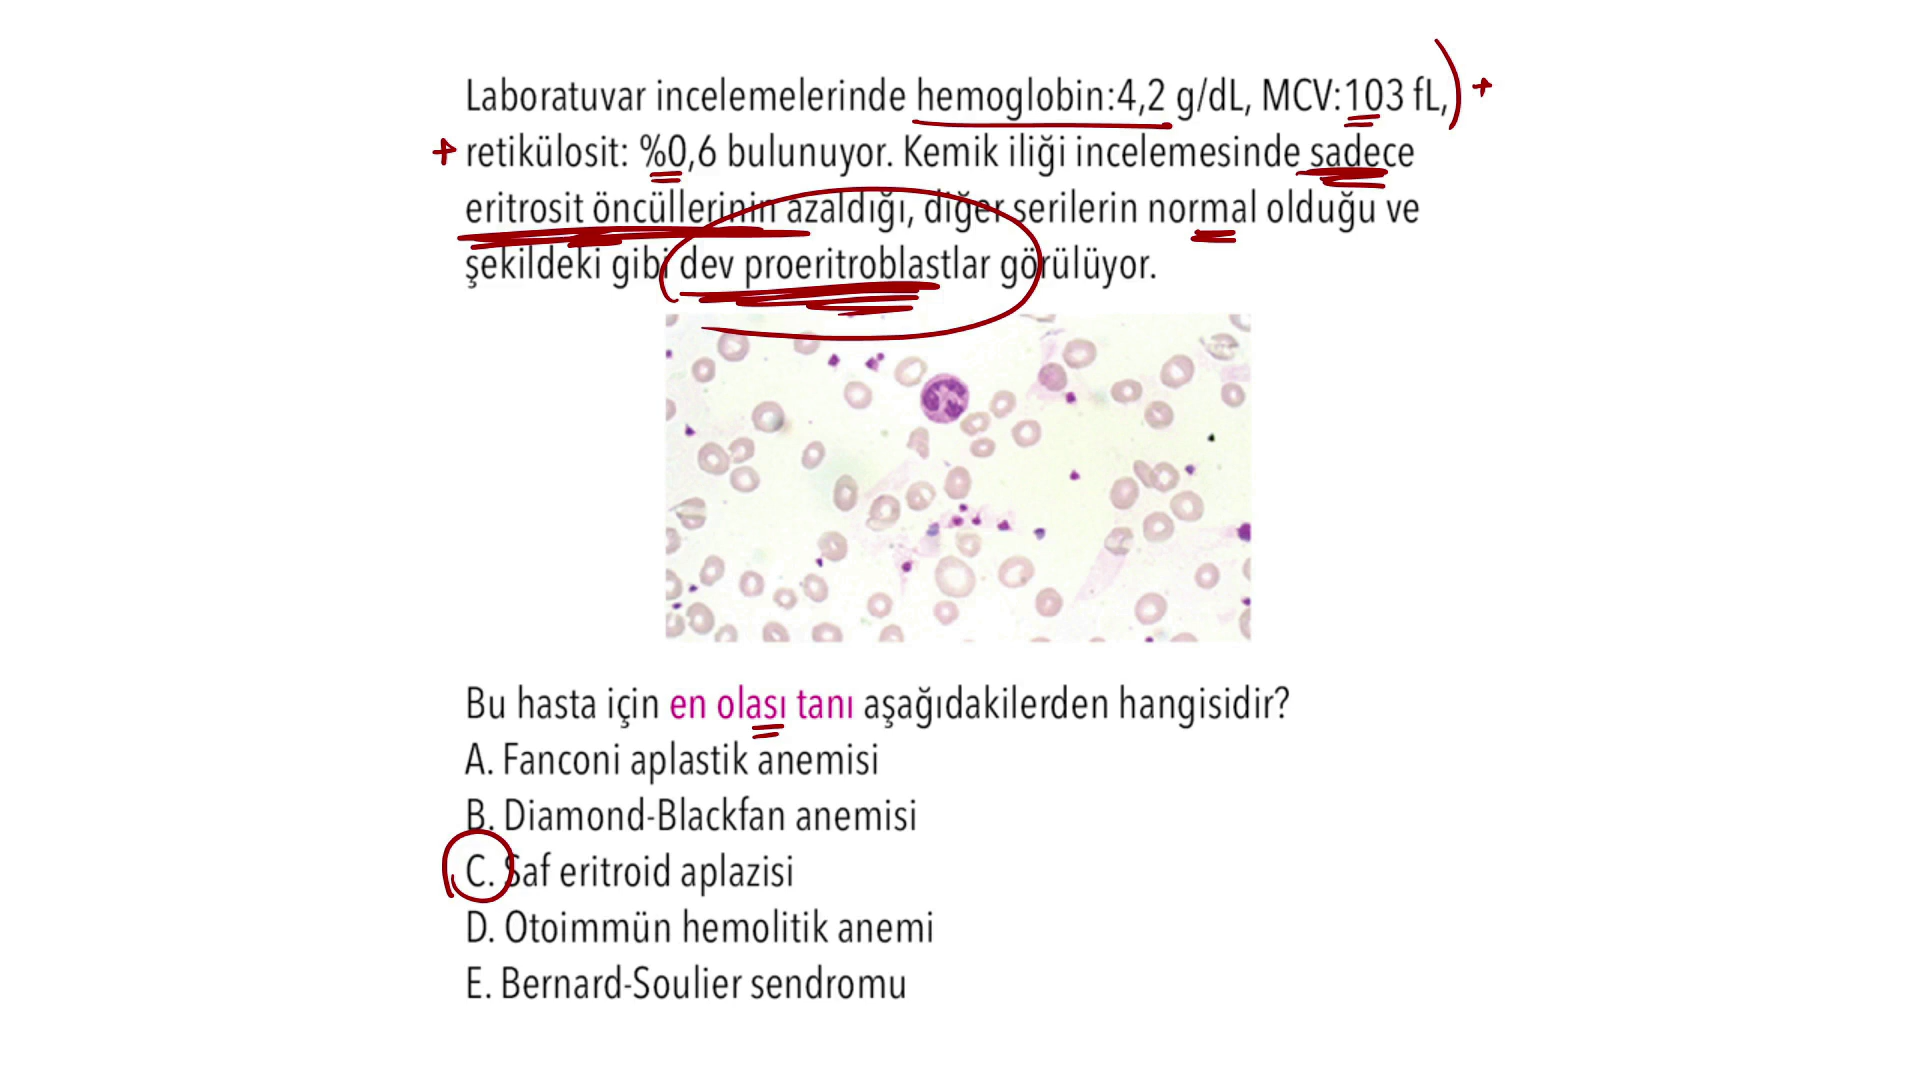 Laboratuvar incelemelerinde hemoglobin:4,2 g/dL, MCV:103 fL,) +
+ retikülosit: %0,6 bulunuyor. Kemik iliği incelemesinde sadece
eritrosit öncüllerinin azaldığı, diğer serilerin normal olduğu ve
şekildeki gibi dev proeritroblastlar görülüyor.
Bu hasta için en olası tanı aşağıdakilerden hangisidir?
A. Fanconi aplastik anemisi
B. Diamond-Blackfan anemisi
C. Saf eritroid aplazisi
D. Otoimmün hemolitik anemi
E. Bernard-Soulier sendromu